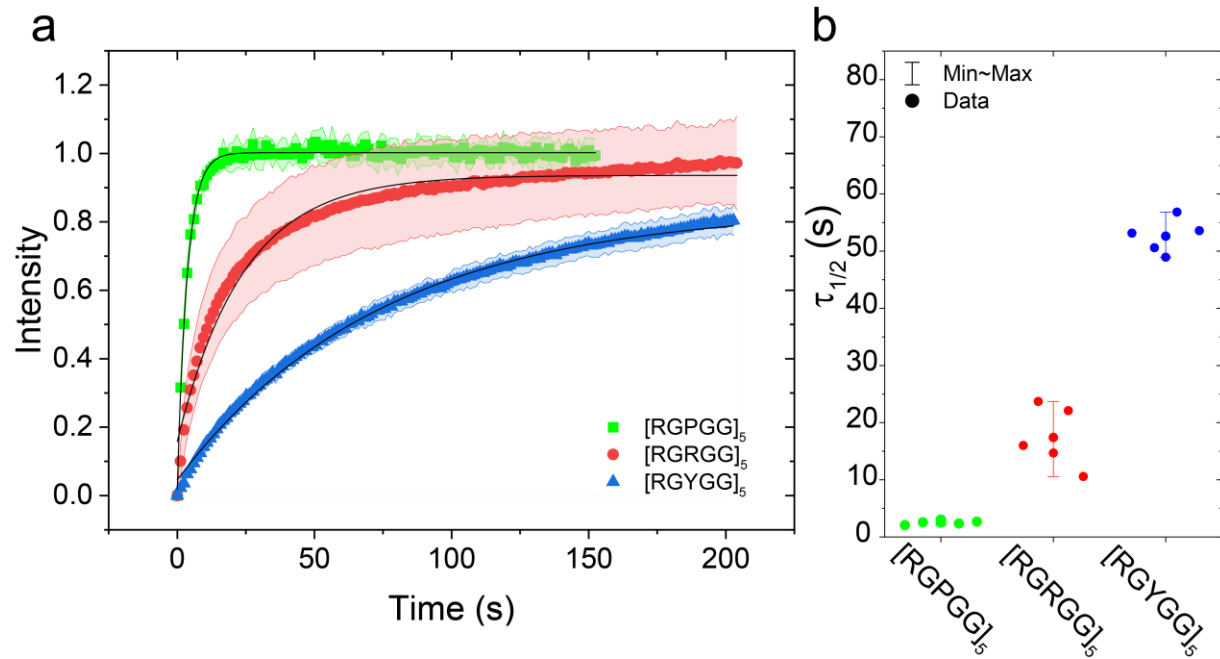 a
Intensity
1.2
1.0
0.8
0.6
0.4
0.2
0.0
[RGPGG]₅
[RGRGG]₅
[RGYGG]₅
0 50 100 150 200
Time (s)
b
τ1/2 (s)
80
70
60
50
40
30
20
10
0
Min~Max
Data
[RGPGG]₅
[RGRGG]₅
[RGYGG]₅